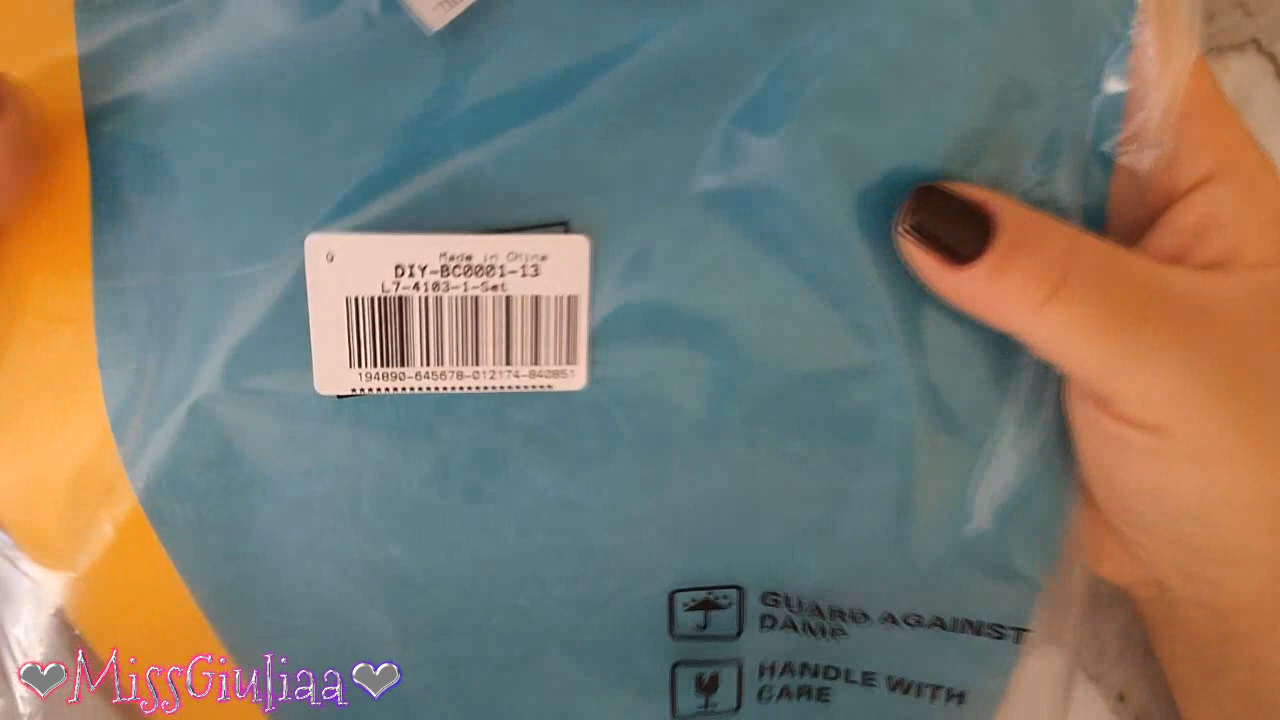 Made in China
DIY-BC0001-13
L7-4103-1-Set
194890-645678-012174-840851
GUARD AGAINST
DAMP
HANDLE WITH
CARE
MissGiuliaa